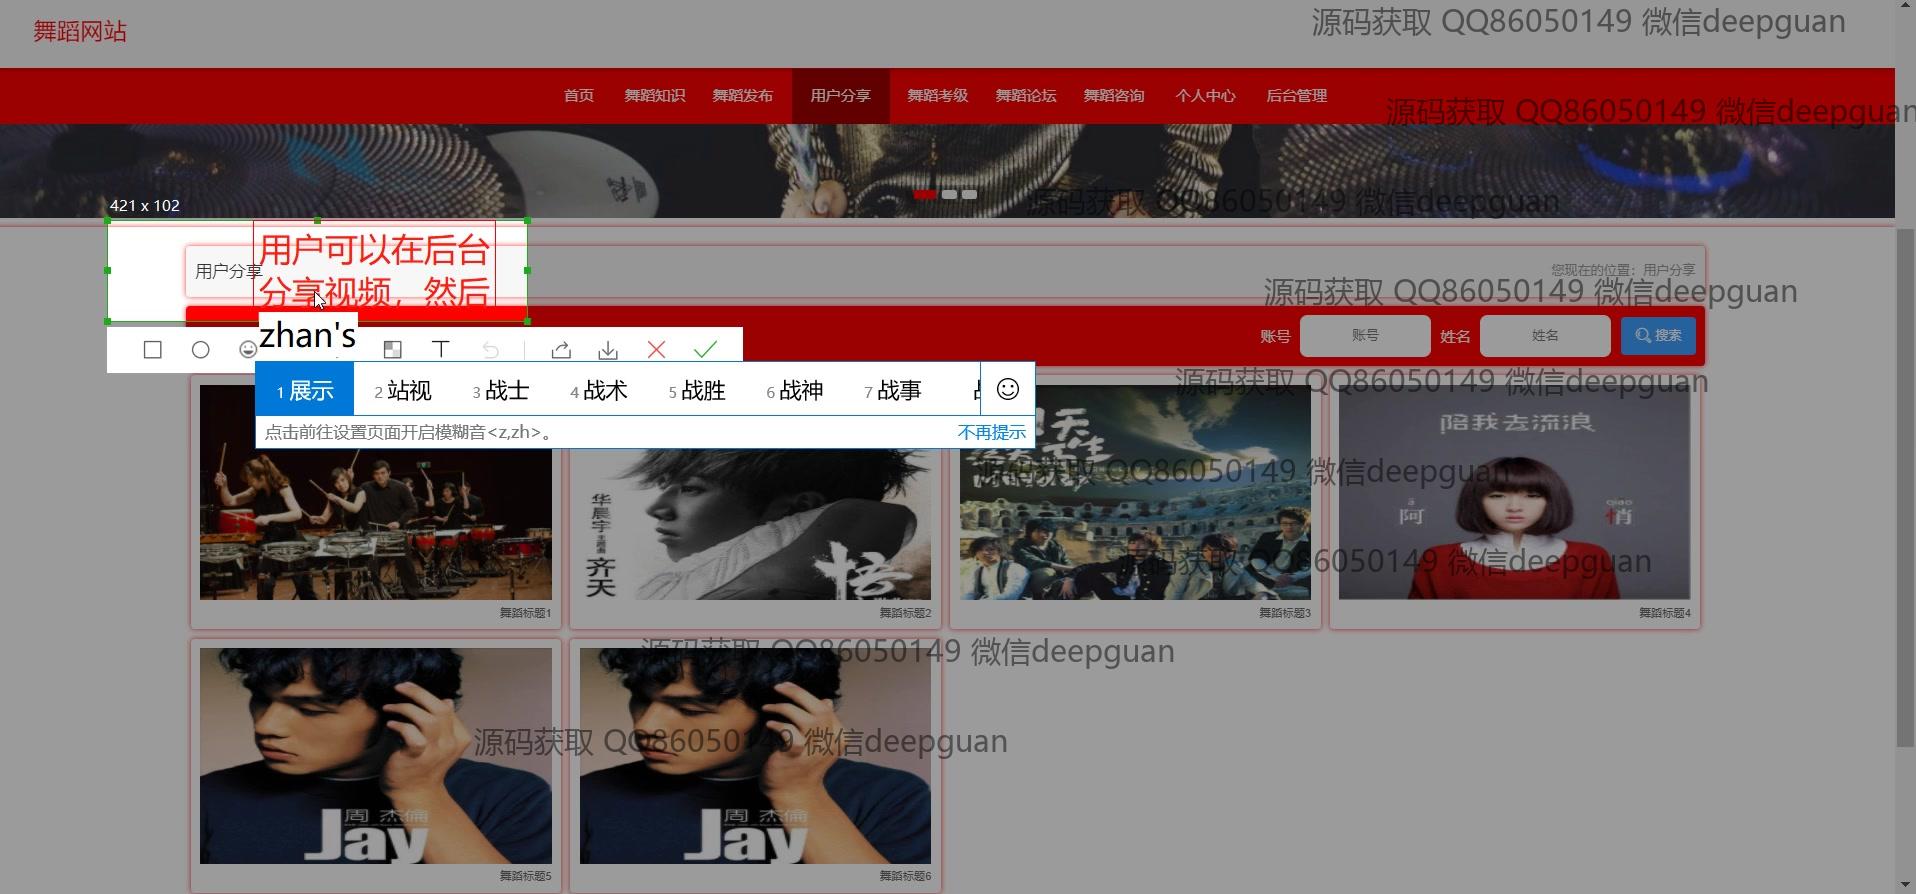 舞蹈网站
源码获取 QQ86050149 微信deepguan
首页 舞蹈知识 舞蹈发布 用户分享 舞蹈考级 舞蹈论坛 舞蹈咨询 个人中心 后台管理
源码获取 QQ86050149 微信deepguan
源码获取 QQ86050149 微信deepguan
421 x 102
用户可以在后台
分享视频，然后
用户分享
您现在的位置：用户分享
源码获取 QQ86050149 微信deepguan
zhan's
账号 账号 姓名 姓名 搜索
1 展示 2 站视 3 战士 4 战术 5 战胜 6 战神 7 战事
点击前往设置页面开启模糊音<z,zh>。 不再提示
源码获取 QQ86050149 微信deepguan
陪我去流浪
源码获取 QQ86050149 微信deepguan
华晨宇
齐天
悟
阿 悄
ā qiāo
源码获取 QQ86050149 微信deepguan
舞蹈标题1
舞蹈标题2
舞蹈标题3
舞蹈标题4
源码获取 QQ86050149 微信deepguan
源码获取 QQ86050149 微信deepguan
周杰倫
Jay
周杰倫
Jay
舞蹈标题5
舞蹈标题6